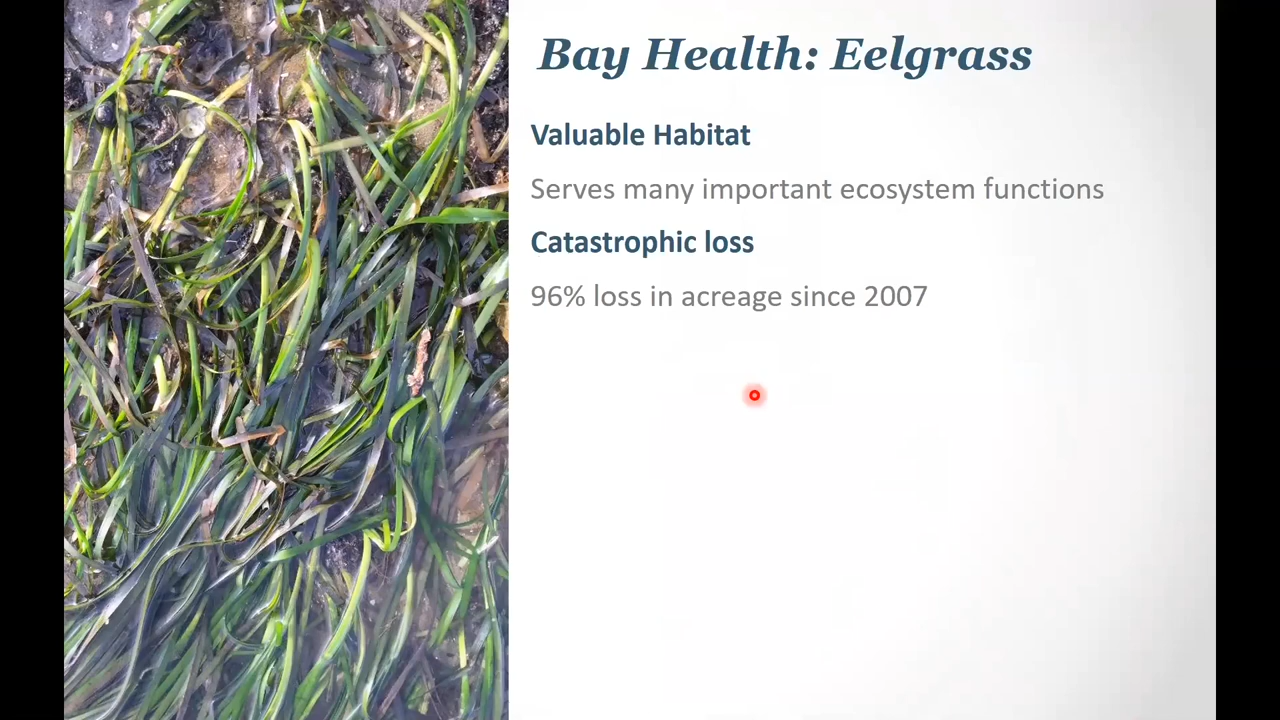 Bay Health: Eelgrass
Valuable Habitat
Serves many important ecosystem functions
Catastrophic loss
96% loss in acreage since 2007